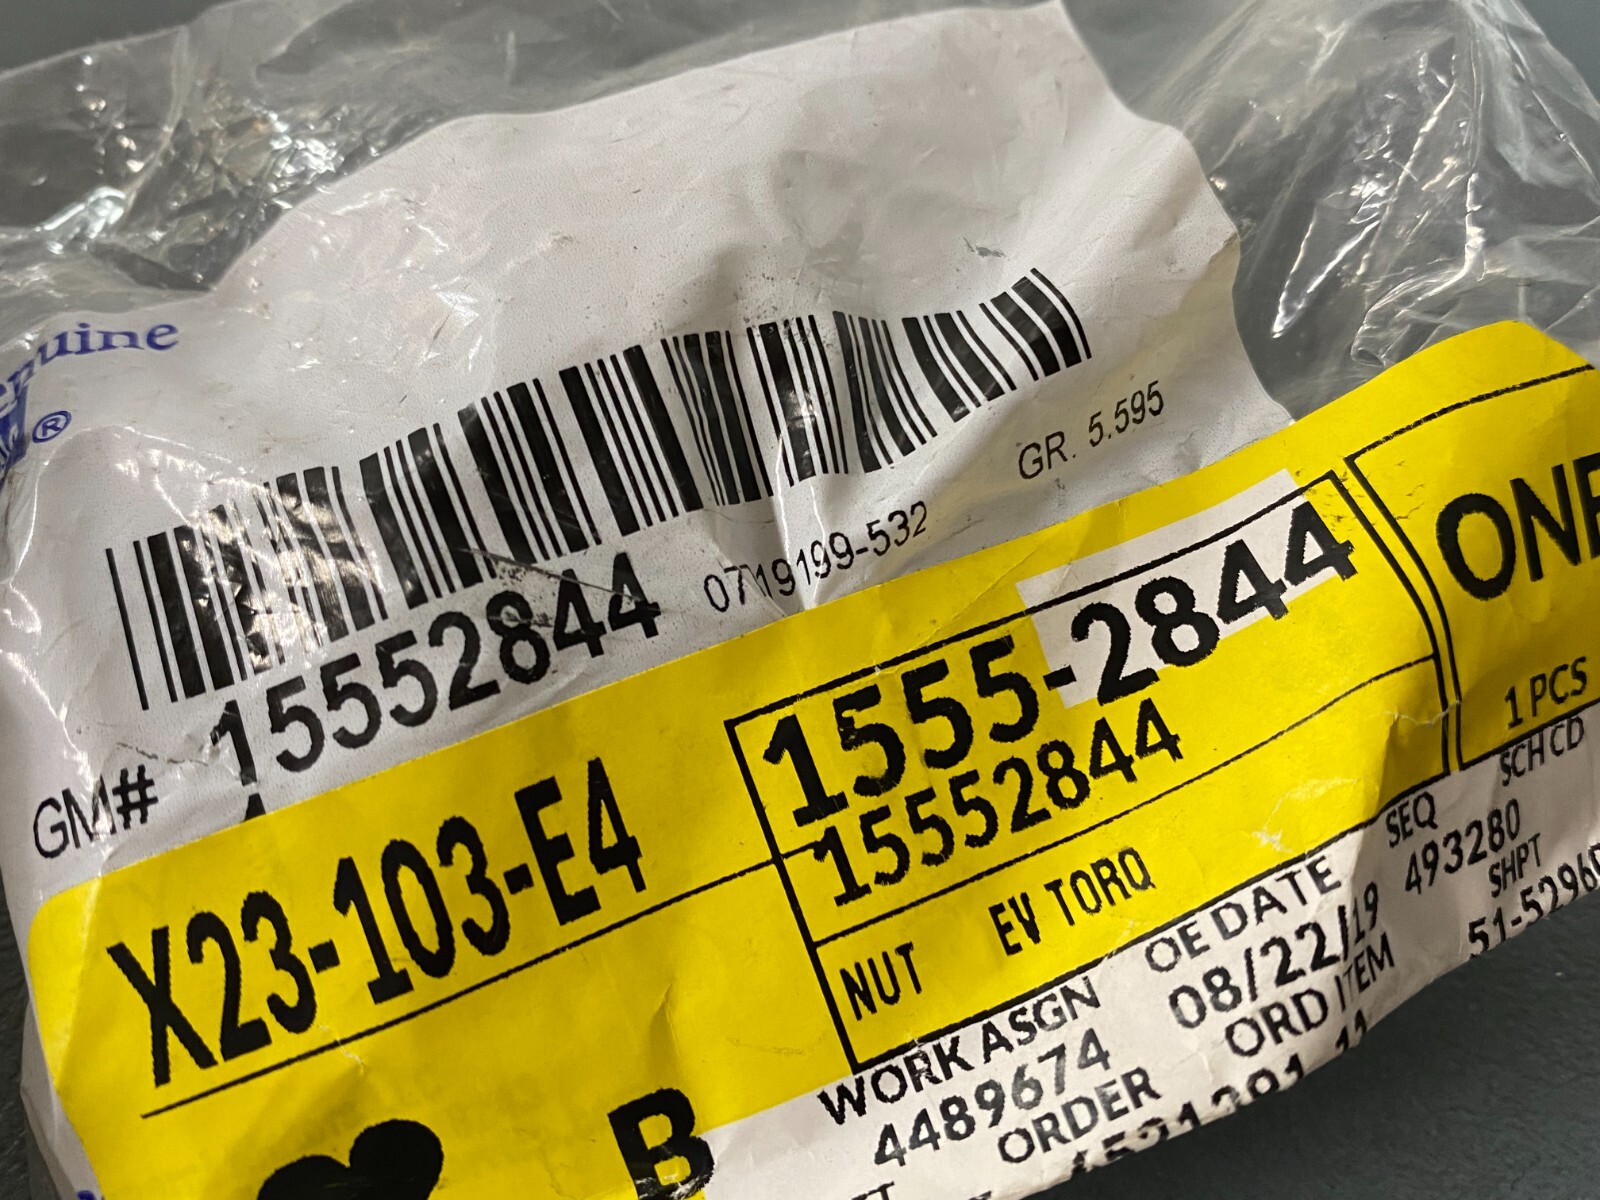 ®
GR. 5.595
0719199-532
GM# 15552844
X23-103-E4
1555-2844
15552844
NUT EV TORQ
1 PCS
SCH CD
SEQ
493280
SHPT
OE DATE
08/22/19
ORD ITEM
WORK ASGN
4489674
ORDER
B